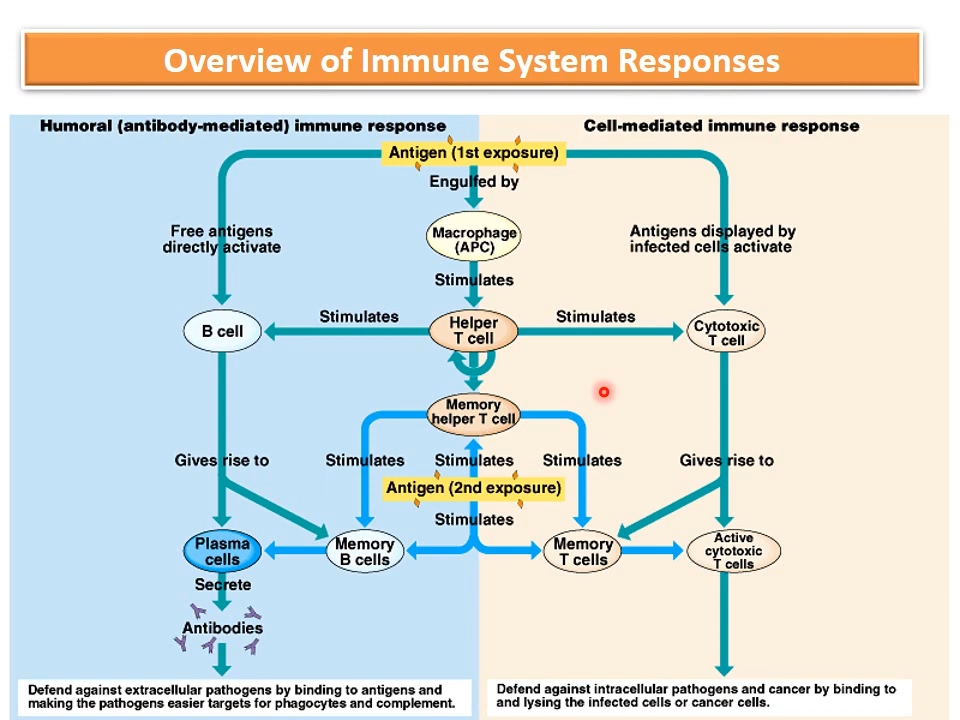 Overview of Immune System Responses
Humoral (antibody-mediated) immune response
Cell-mediated immune response
Antigen (1st exposure)
Engulfed by
Free antigens
directly activate
Macrophage
(APC)
Antigens displayed by
infected cells activate
Stimulates
B cell
Stimulates
Helper
T cell
Stimulates
Cytotoxic
T cell
Memory
helper T cell
Gives rise to
Stimulates
Stimulates
Stimulates
Gives rise to
Antigen (2nd exposure)
Stimulates
Plasma
cells
Memory
B cells
Memory
T cells
Active
cytotoxic
T cells
Secrete
Antibodies
Defend against extracellular pathogens by binding to antigens and
making the pathogens easier targets for phagocytes and complement.
Defend against intracellular pathogens and cancer by binding to
and lysing the infected cells or cancer cells.